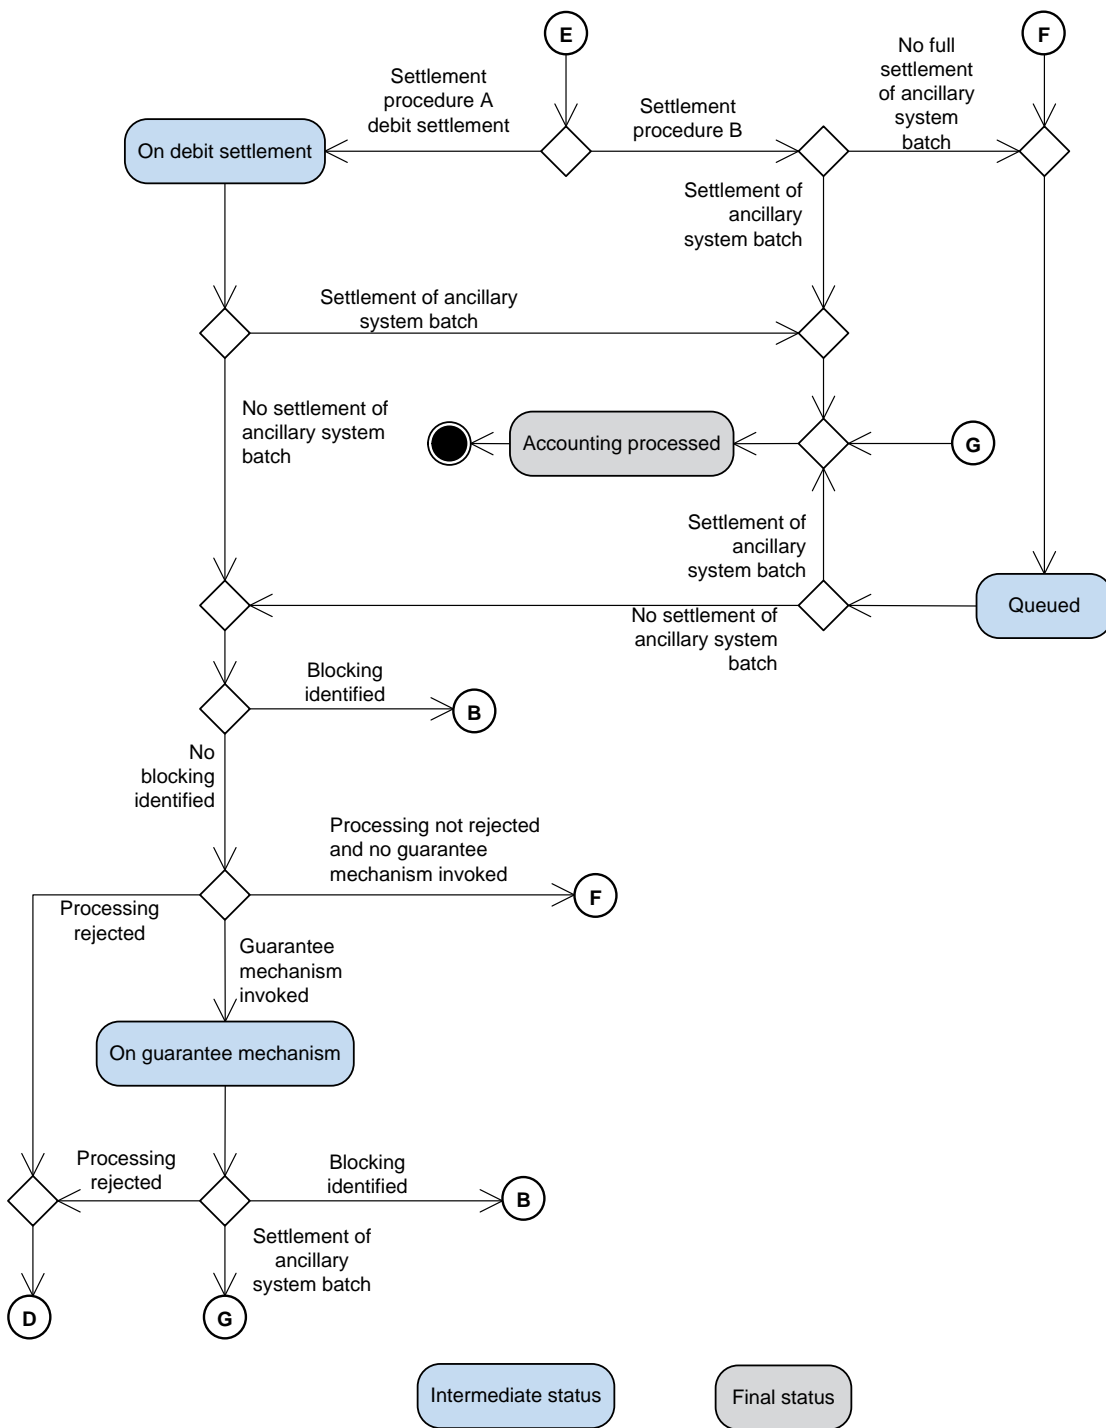 E
F
No full
settlement
of ancillary
system
batch
Settlement
procedure A
debit settlement
Settlement
procedure B
On debit settlement
Settlement of
ancillary
system batch
Settlement of ancillary
system batch
No settlement of
ancillary system
batch
Accounting processed
G
Settlement of
ancillary
system batch
Queued
No settlement of
ancillary system
batch
Blocking
identified
B
No
blocking
identified
Processing not rejected
and no guarantee
mechanism invoked
F
Processing
rejected
Guarantee
mechanism
invoked
On guarantee mechanism
Processing
rejected
Blocking
identified
B
Settlement of
ancillary
system batch
D
G
Intermediate status
Final status